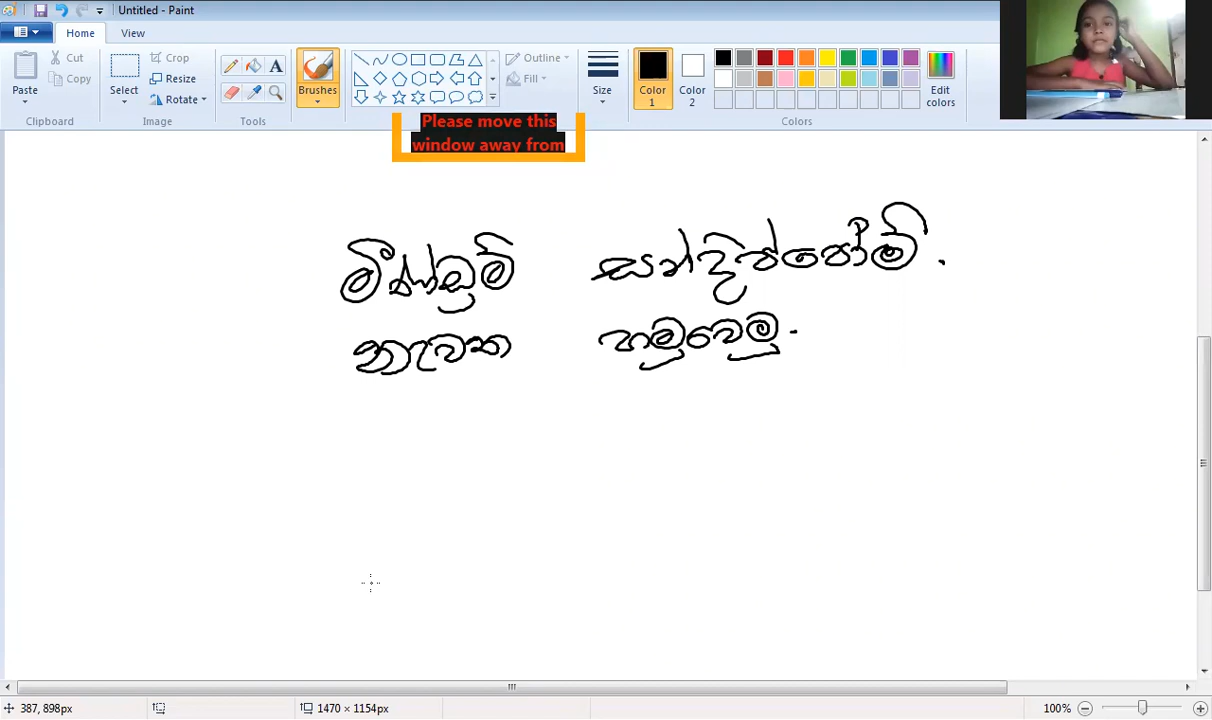 Untitled - Paint
Home View
Paste Cut Copy Select Crop Resize Rotate Brushes Outline Fill Size Color 1 Color 2 Edit colors
Clipboard Image Tools Shapes Colors
Please move this
window away from
මීණ්ඩුම් සන්දිප්පෝම්.
නැවත හමුවෙමු.
387, 898px 1470 × 1154px 100%